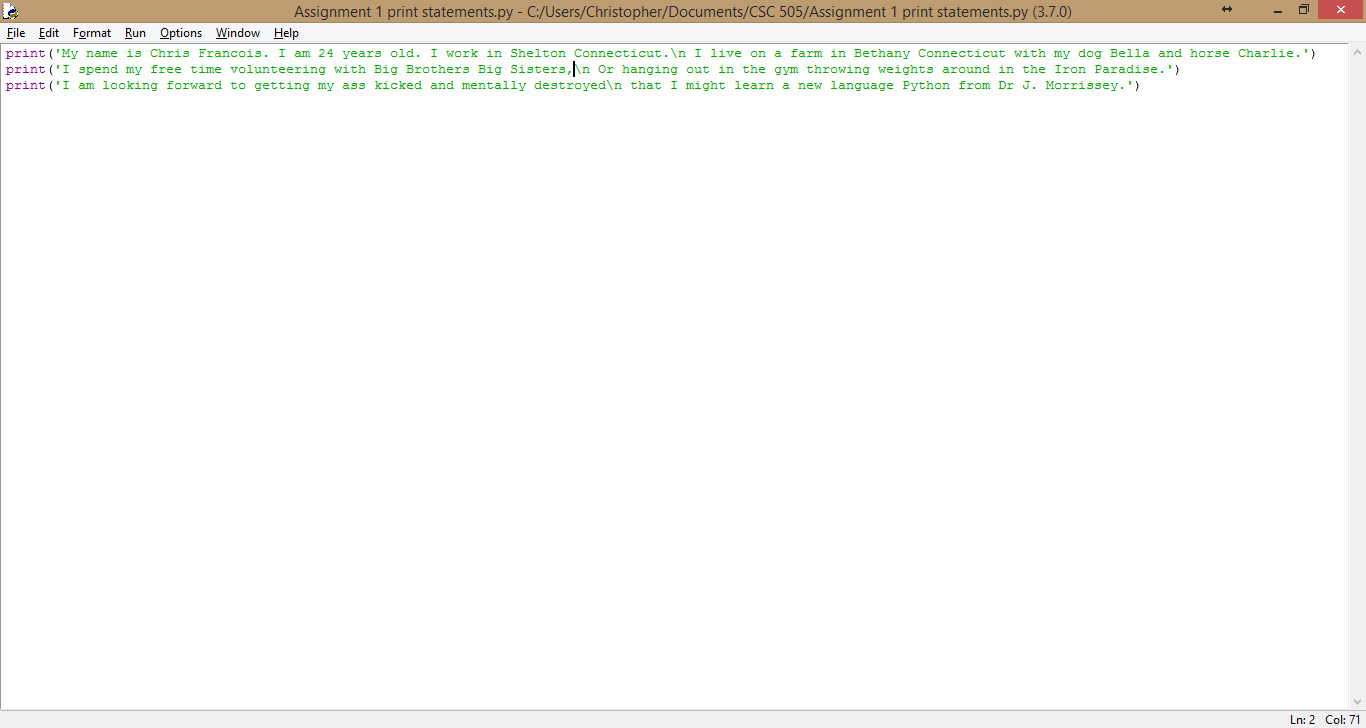 Assignment 1 print statements.py - C:/Users/Christopher/Documents/CSC 505/Assignment 1 print statements.py (3.7.0)
File Edit Format Run Options Window Help
print('My name is Chris Francois. I am 24 years old. I work in Shelton Connecticut.\n I live on a farm in Bethany Connecticut with my dog Bella and horse Charlie.')
print('I spend my free time volunteering with Big Brothers Big Sisters,\n Or hanging out in the gym throwing weights around in the Iron Paradise.')
print('I am looking forward to getting my ass kicked and mentally destroyed\n that I might learn a new language Python from Dr J. Morrissey.')
Ln: 2 Col: 71